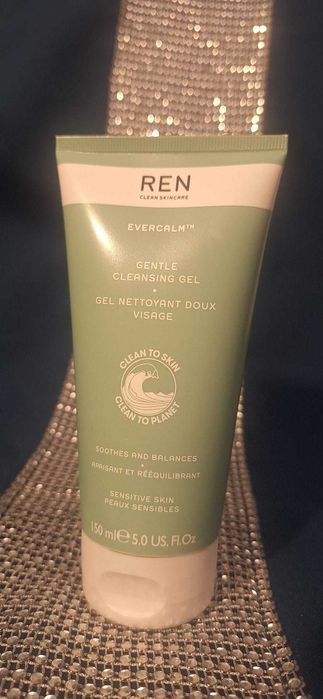 REN
CLEAN SKINCARE
EVERCALM™
GENTLE
CLEANSING GEL
•
GEL NETTOYANT DOUX
VISAGE
CLEAN TO SKIN
CLEAN TO PLANET
SOOTHES AND BALANCES
•
APAISANT ET RÉÉQUILIBRANT
SENSITIVE SKIN
PEAUX SENSIBLES
150 ml ℮ 5.0 US. Fl.Oz